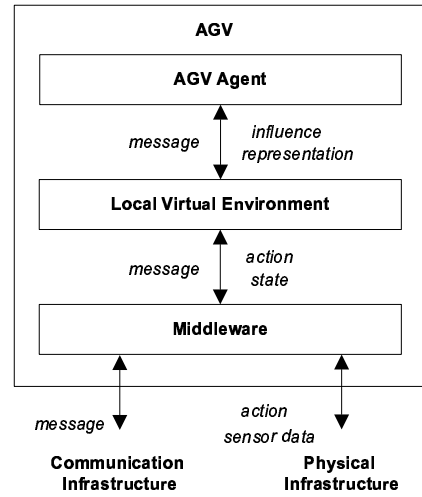 AGV
AGV Agent
message
influence
representation
Local Virtual Environment
message
action
state
Middleware
message
action
sensor data
Communication
Infrastructure
Physical
Infrastructure